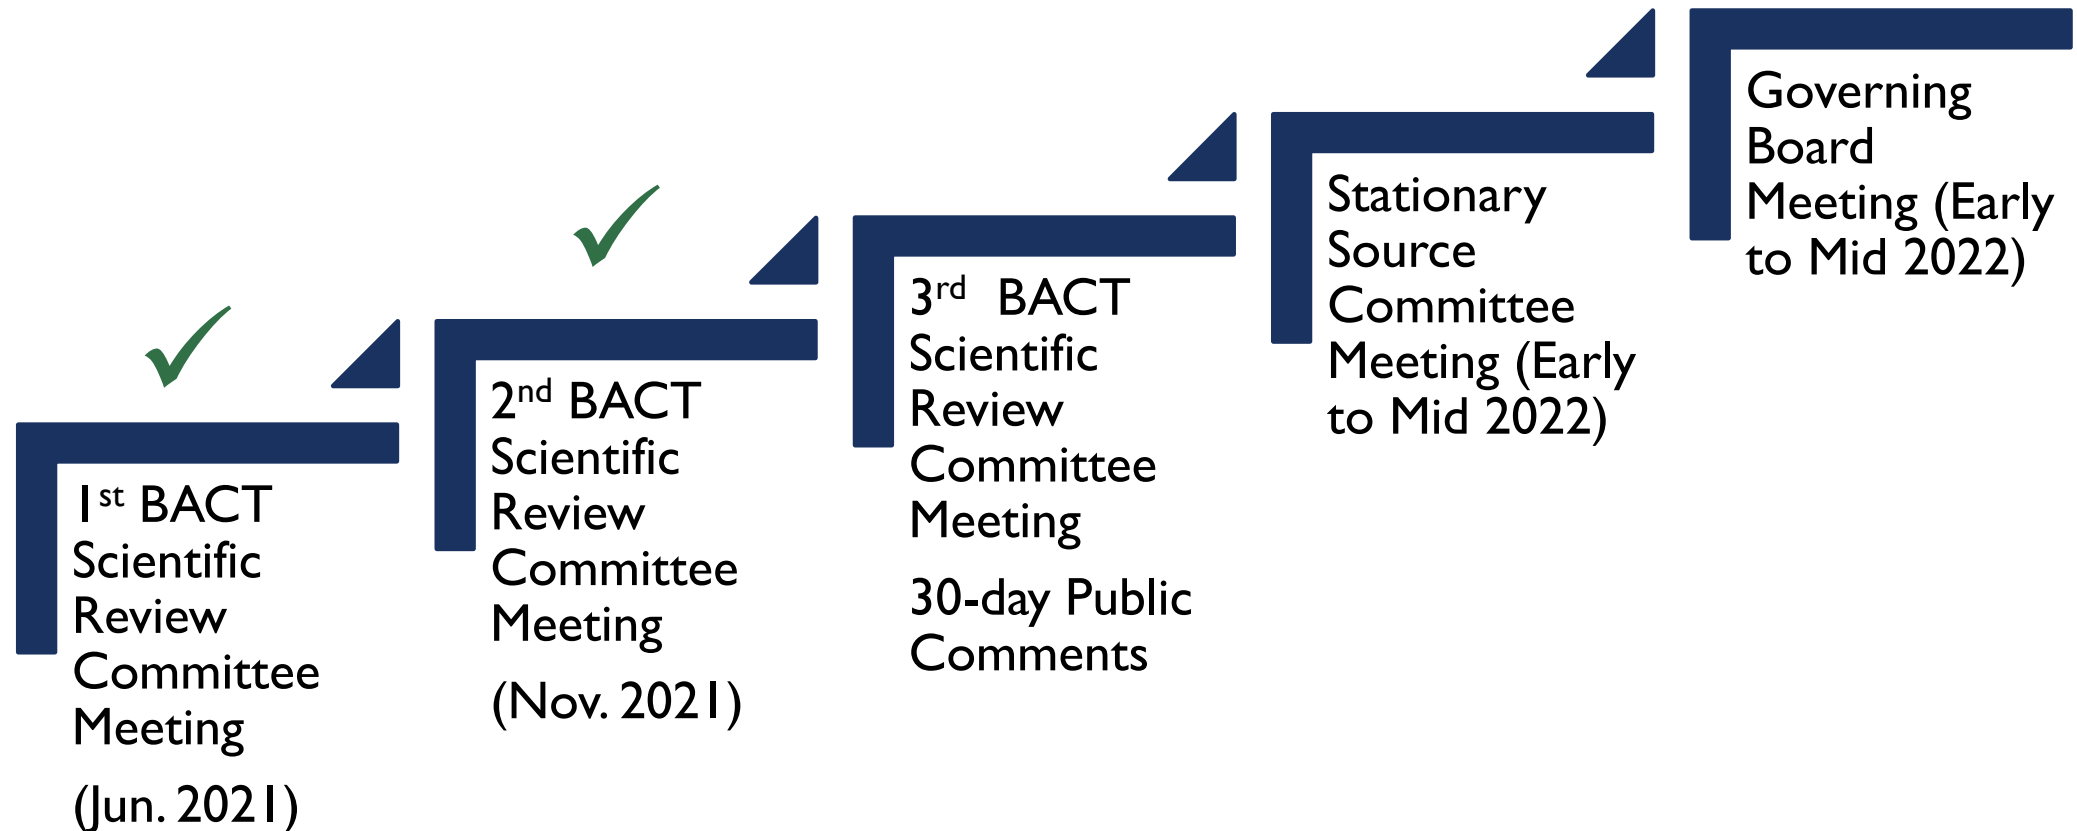 1st BACT
Scientific
Review
Committee
Meeting
(Jun. 2021)
2nd BACT
Scientific
Review
Committee
Meeting
(Nov. 2021)
3rd BACT
Scientific
Review
Committee
Meeting
30-day Public
Comments
Stationary
Source
Committee
Meeting (Early
to Mid 2022)
Governing
Board
Meeting (Early
to Mid 2022)